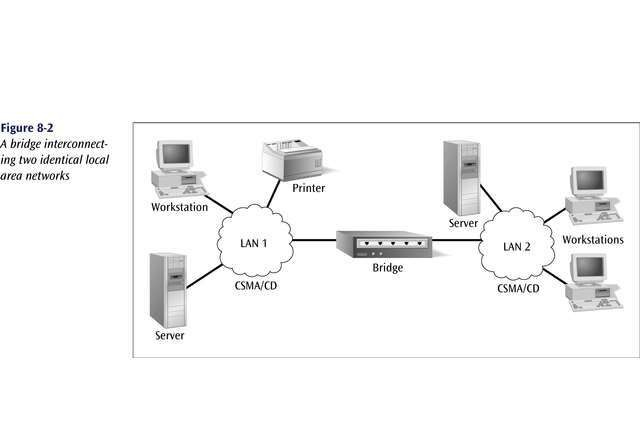 Figure 8-2
A bridge interconnect-
ing two identical local
area networks
Printer
Workstation
Server
LAN 1
LAN 2
Workstations
Bridge
CSMA/CD
CSMA/CD
Server